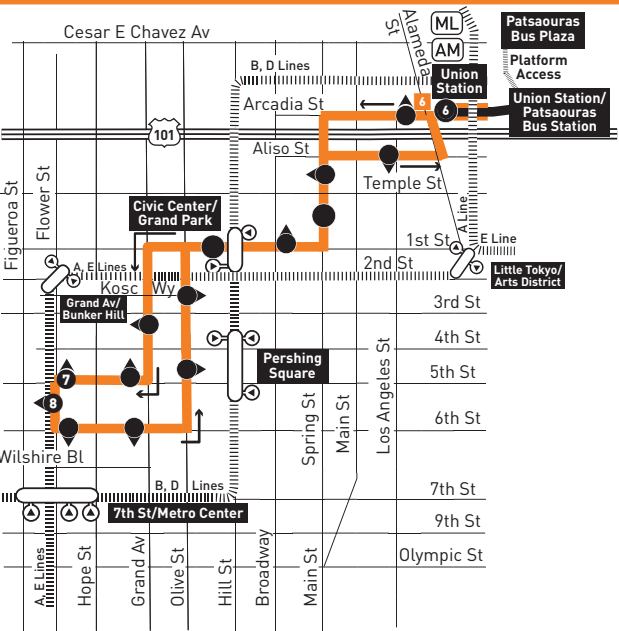 Cesar E Chavez Av
Alameda
St
ML
AM
Patsaouras
Bus Plaza
Platform
Access
B, D Lines
Union
Station
Union Station/
Patsaouras
Bus Station
Arcadia St
6
6
101
Aliso St
Temple St
Figueroa St
Flower St
Civic Center/
Grand Park
A Line
1st St
E Line
A, E Lines
2nd St
Little Tokyo/
Arts District
Kosc Wy
Grand Av/
Bunker Hill
3rd St
4th St
Pershing
Square
5th St
7
8
6th St
Spring St
Main St
Los Angeles St
Wilshire Bl
B, D Lines
7th St
7th St/Metro Center
9th St
Olympic St
A, E Lines
Hope St
Grand Av
Olive St
Hill St
Broadway
Main St